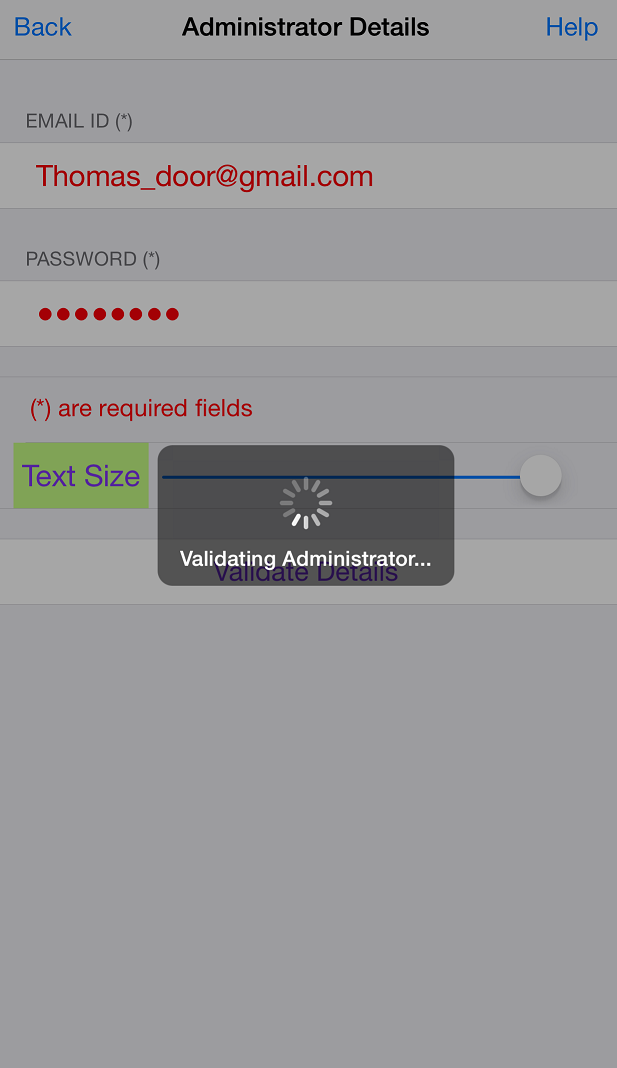 Back Administrator Details Help
EMAIL ID (*)
Thomas_door@gmail.com
PASSWORD (*)
••••••••
(*) are required fields
Text Size
Validating Administrator...
Validate Details